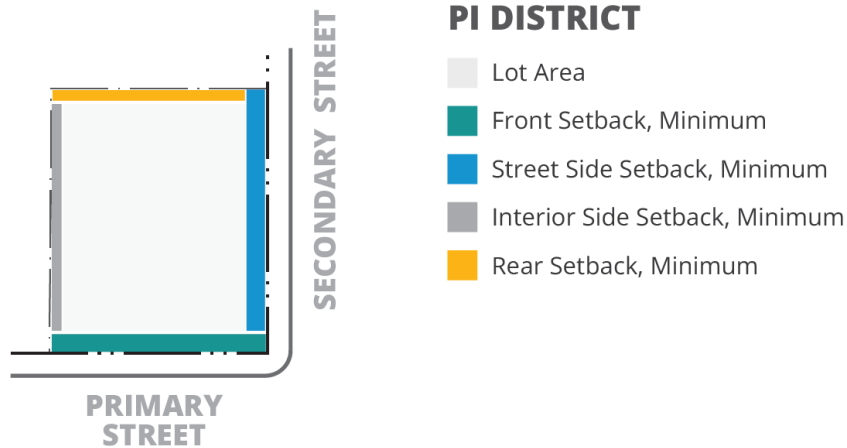 PI DISTRICT
Lot Area
Front Setback, Minimum
Street Side Setback, Minimum
Interior Side Setback, Minimum
Rear Setback, Minimum
SECONDARY STREET
PRIMARY
STREET